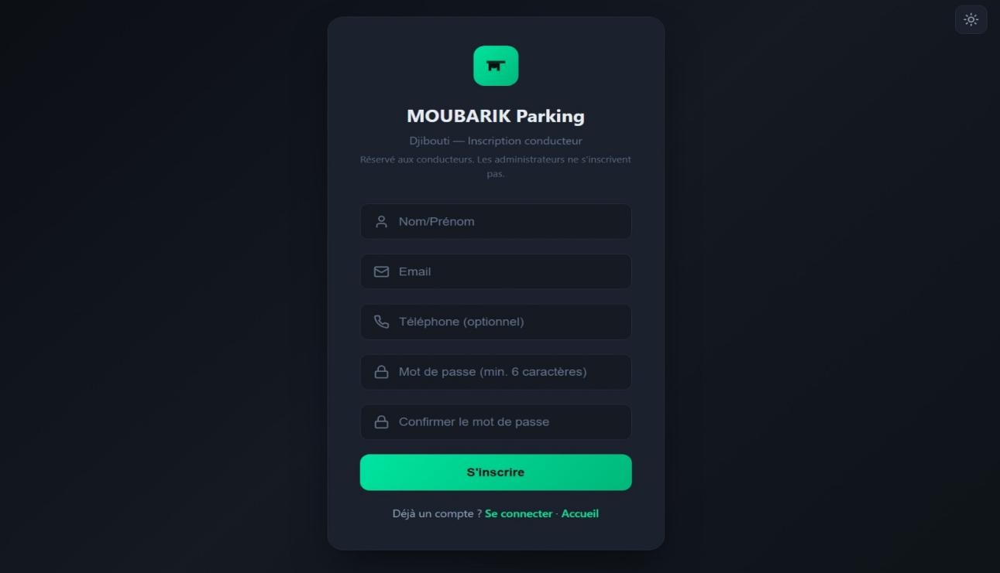 MOUBARIK Parking
Djibouti — Inscription conducteur
Réservé aux conducteurs. Les administrateurs ne s'inscrivent
pas.
Nom/Prénom
Email
Téléphone (optionnel)
Mot de passe (min. 6 caractères)
Confirmer le mot de passe
S'inscrire
Déjà un compte ? Se connecter · Accueil